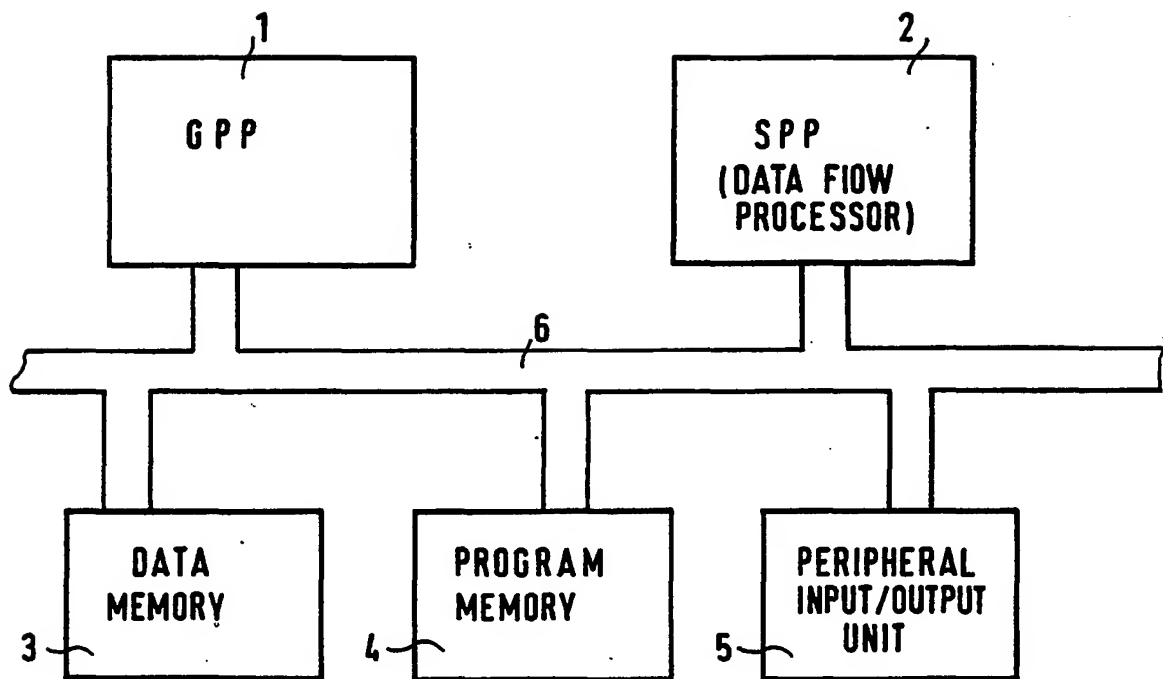 1
2
GPP
SPP
(DATA FIOW
PROCESSOR)
6
DATA
MEMORY
PROGRAM
MEMORY
PERIPHERAL
INPUT/OUTPUT
UNIT
3
4
5